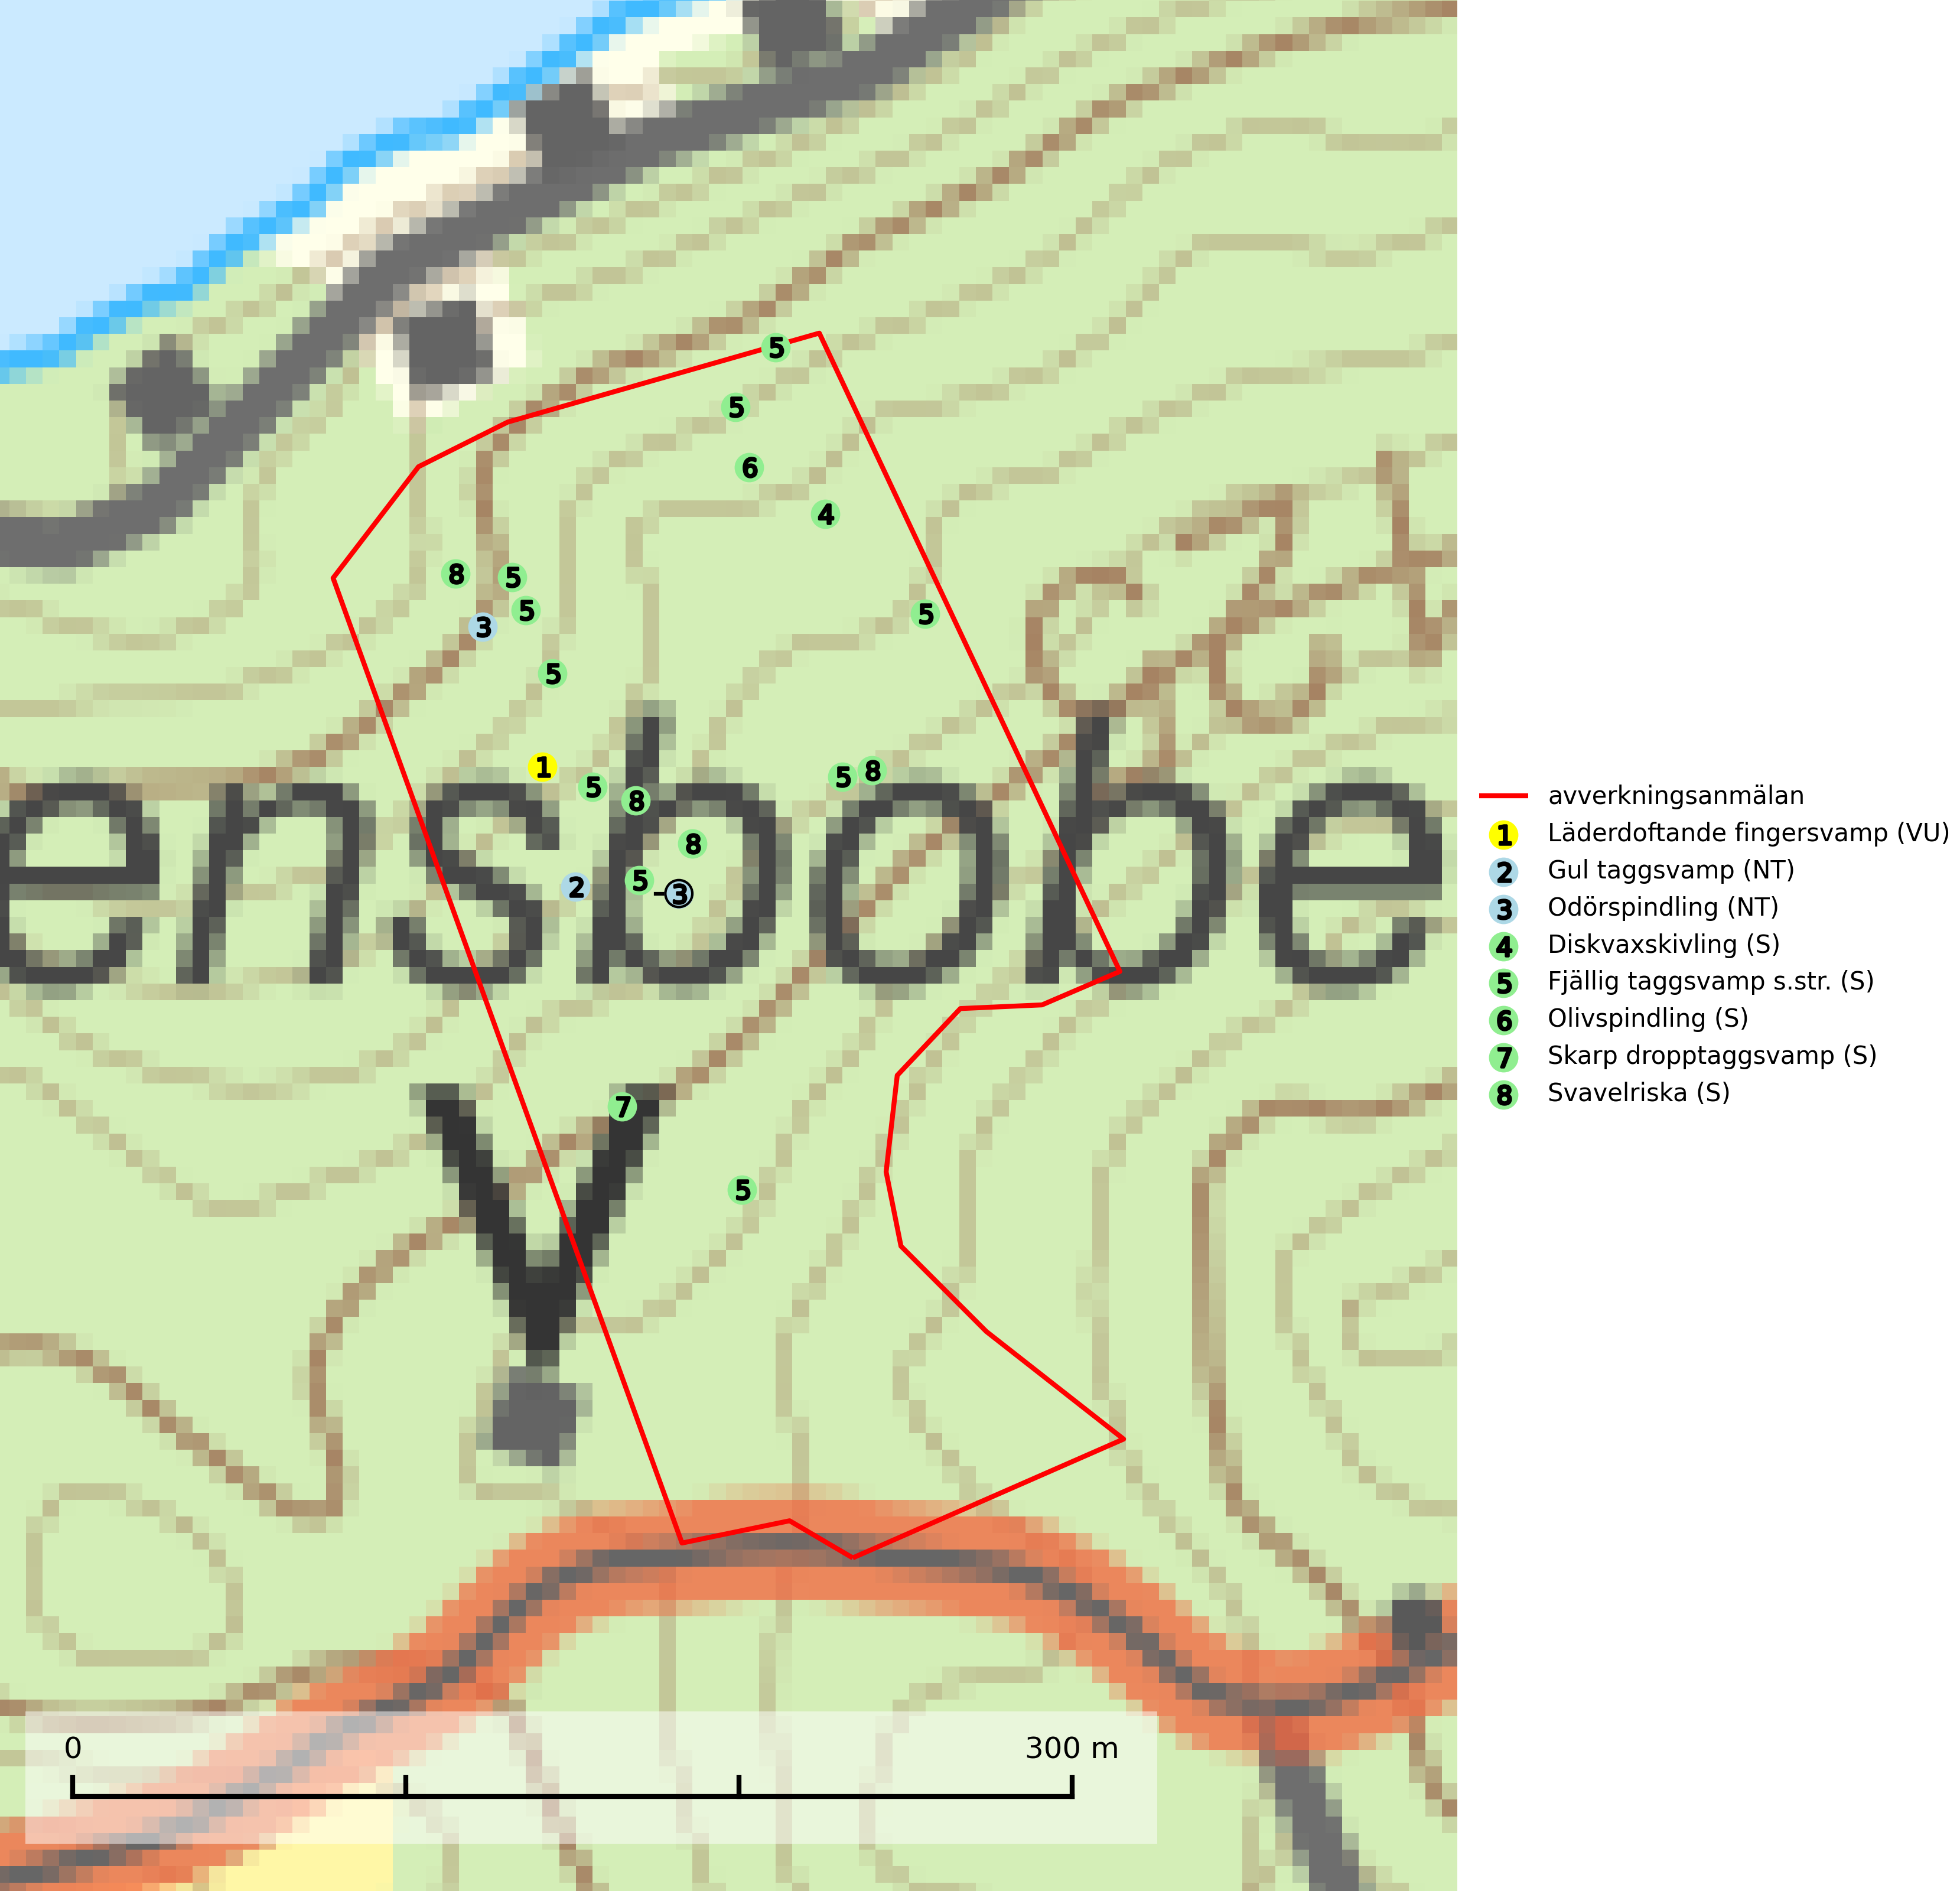 5
5
6
4
8
5
5
3
5
5
1
5
8
5
8
8
2
5
3
ensbobe
7
5
0
300 m
avverkningsanmälan
1 Läderdoftande fingersvamp (VU)
2 Gul taggsvamp (NT)
3 Odörspindling (NT)
4 Diskvaxskivling (S)
5 Fjällig taggsvamp s.str. (S)
6 Olivspindling (S)
7 Skarp dropptaggsvamp (S)
8 Svavelriska (S)